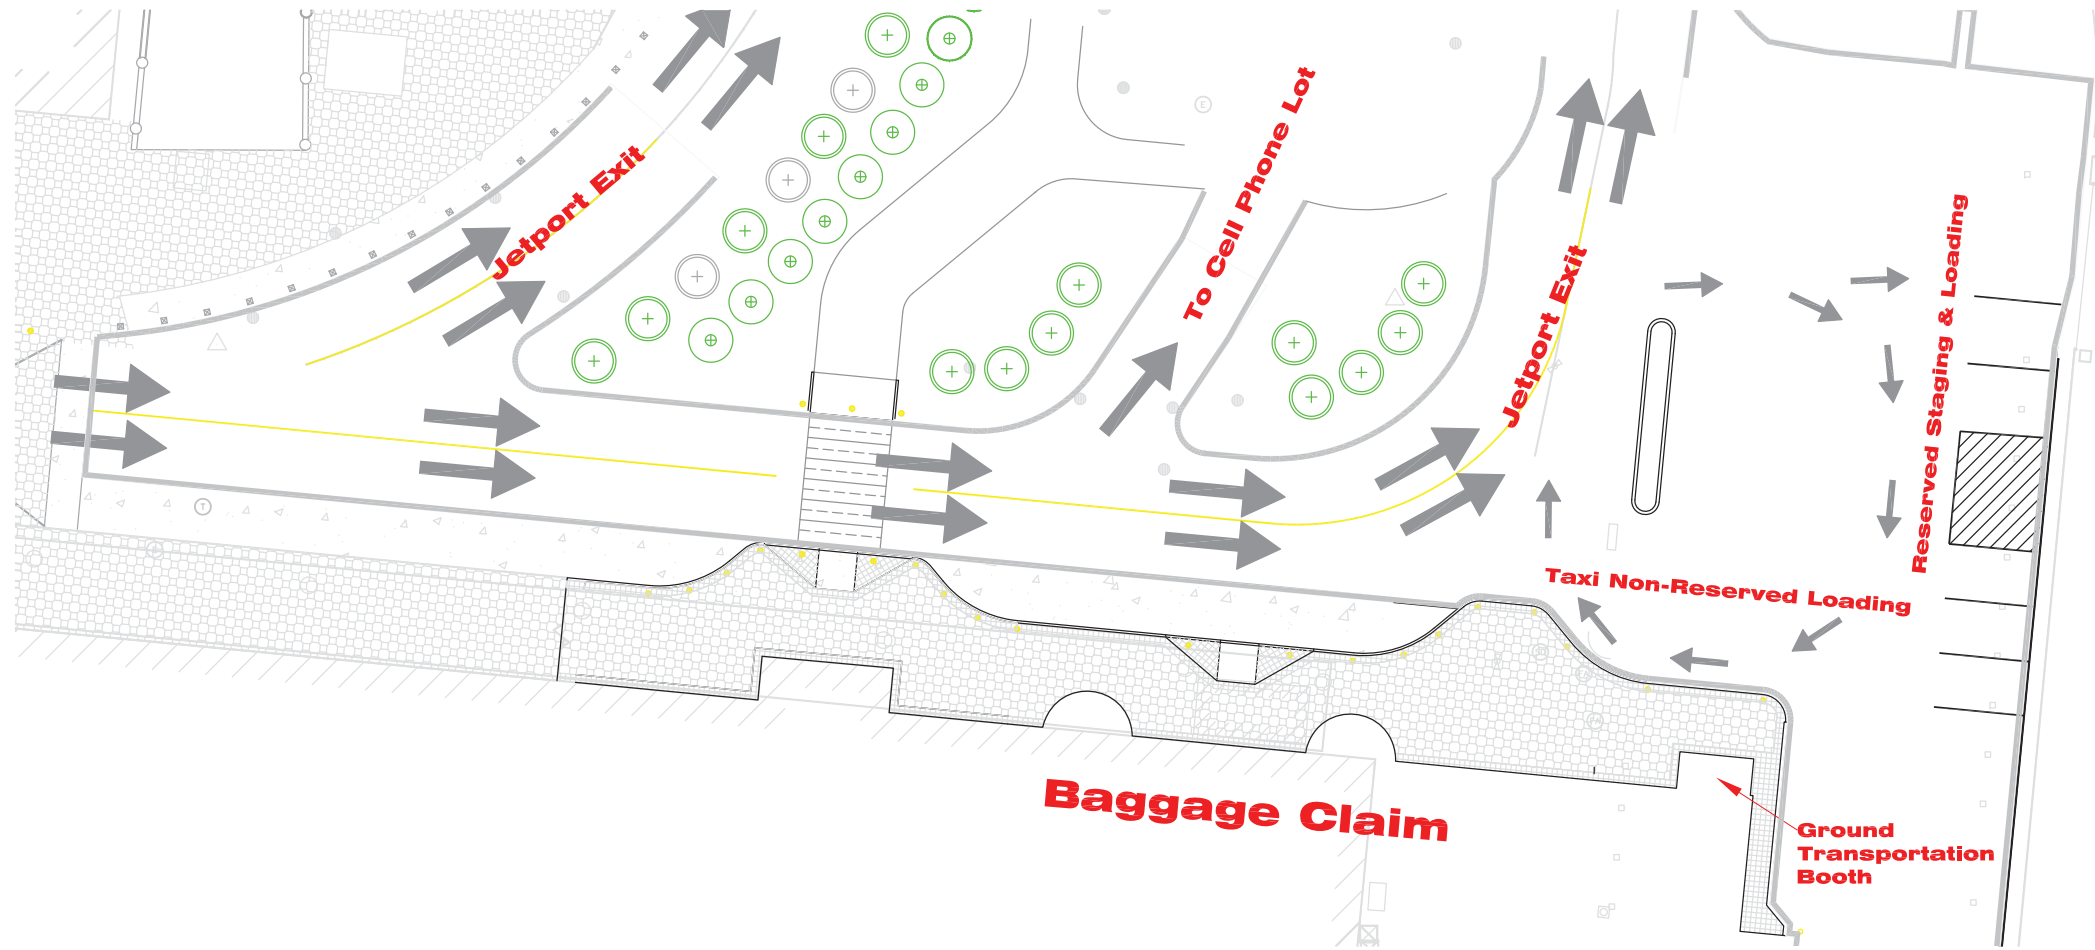 Jetport Exit
To Cell Phone Lot
Jetport Exit
Reserved Staging & Loading
Taxi Non-Reserved Loading
Baggage Claim
Ground
Transportation
Booth
E
T